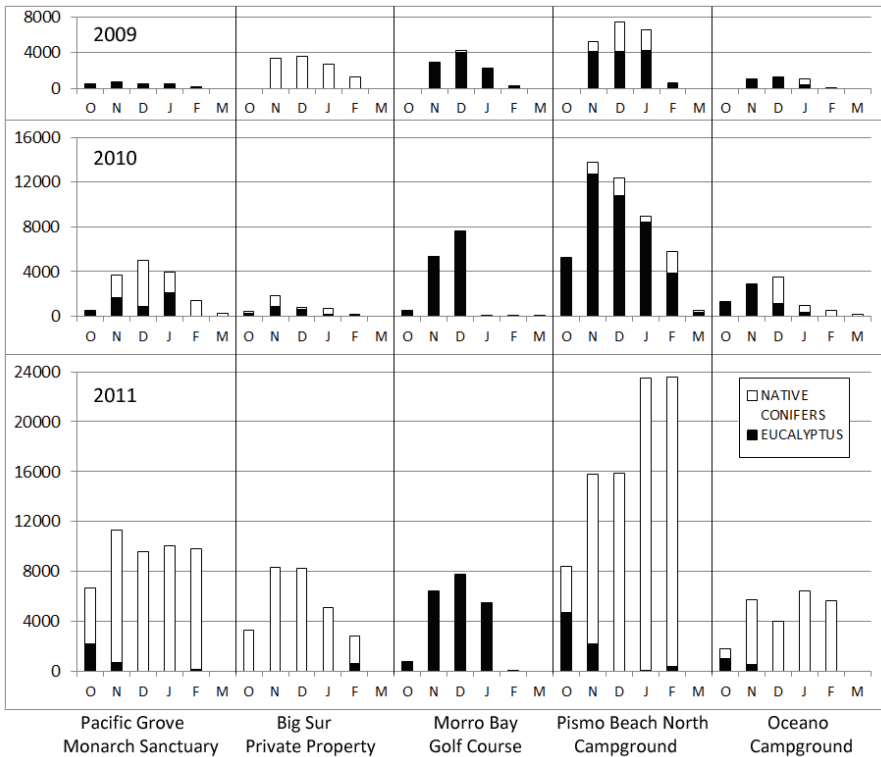 2009
8000
4000
0
O N D J F M O N D J F M O N D J F M O N D J F M O N D J F M
2010
16000
12000
8000
4000
0
O N D J F M O N D J F M O N D J F M O N D J F M O N D J F M
2011
24000
20000
16000
12000
8000
4000
0
NATIVE
CONIFERS
EUCALYPTUS
O N D J F M O N D J F M O N D J F M O N D J F M O N D J F M
Pacific Grove
Monarch Sanctuary
Big Sur
Private Property
Morro Bay
Golf Course
Pismo Beach North
Campground
Oceano
Campground